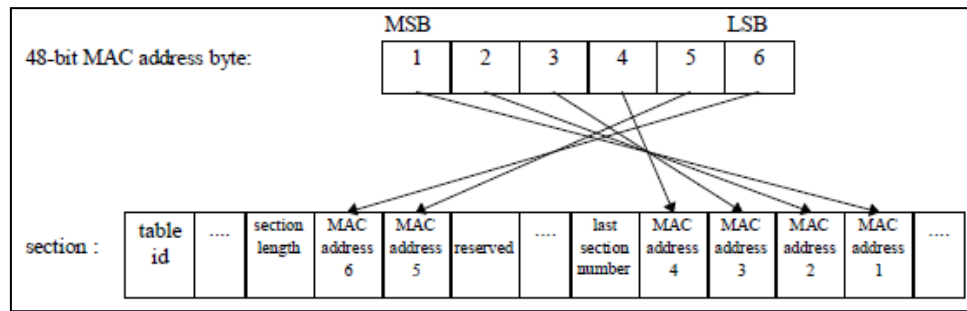 MSB LSB
48-bit MAC address byte: 1 2 3 4 5 6
section : table id .... section length MAC address 6 MAC address 5 reserved .... last section number MAC address 4 MAC address 3 MAC address 2 MAC address 1 ....